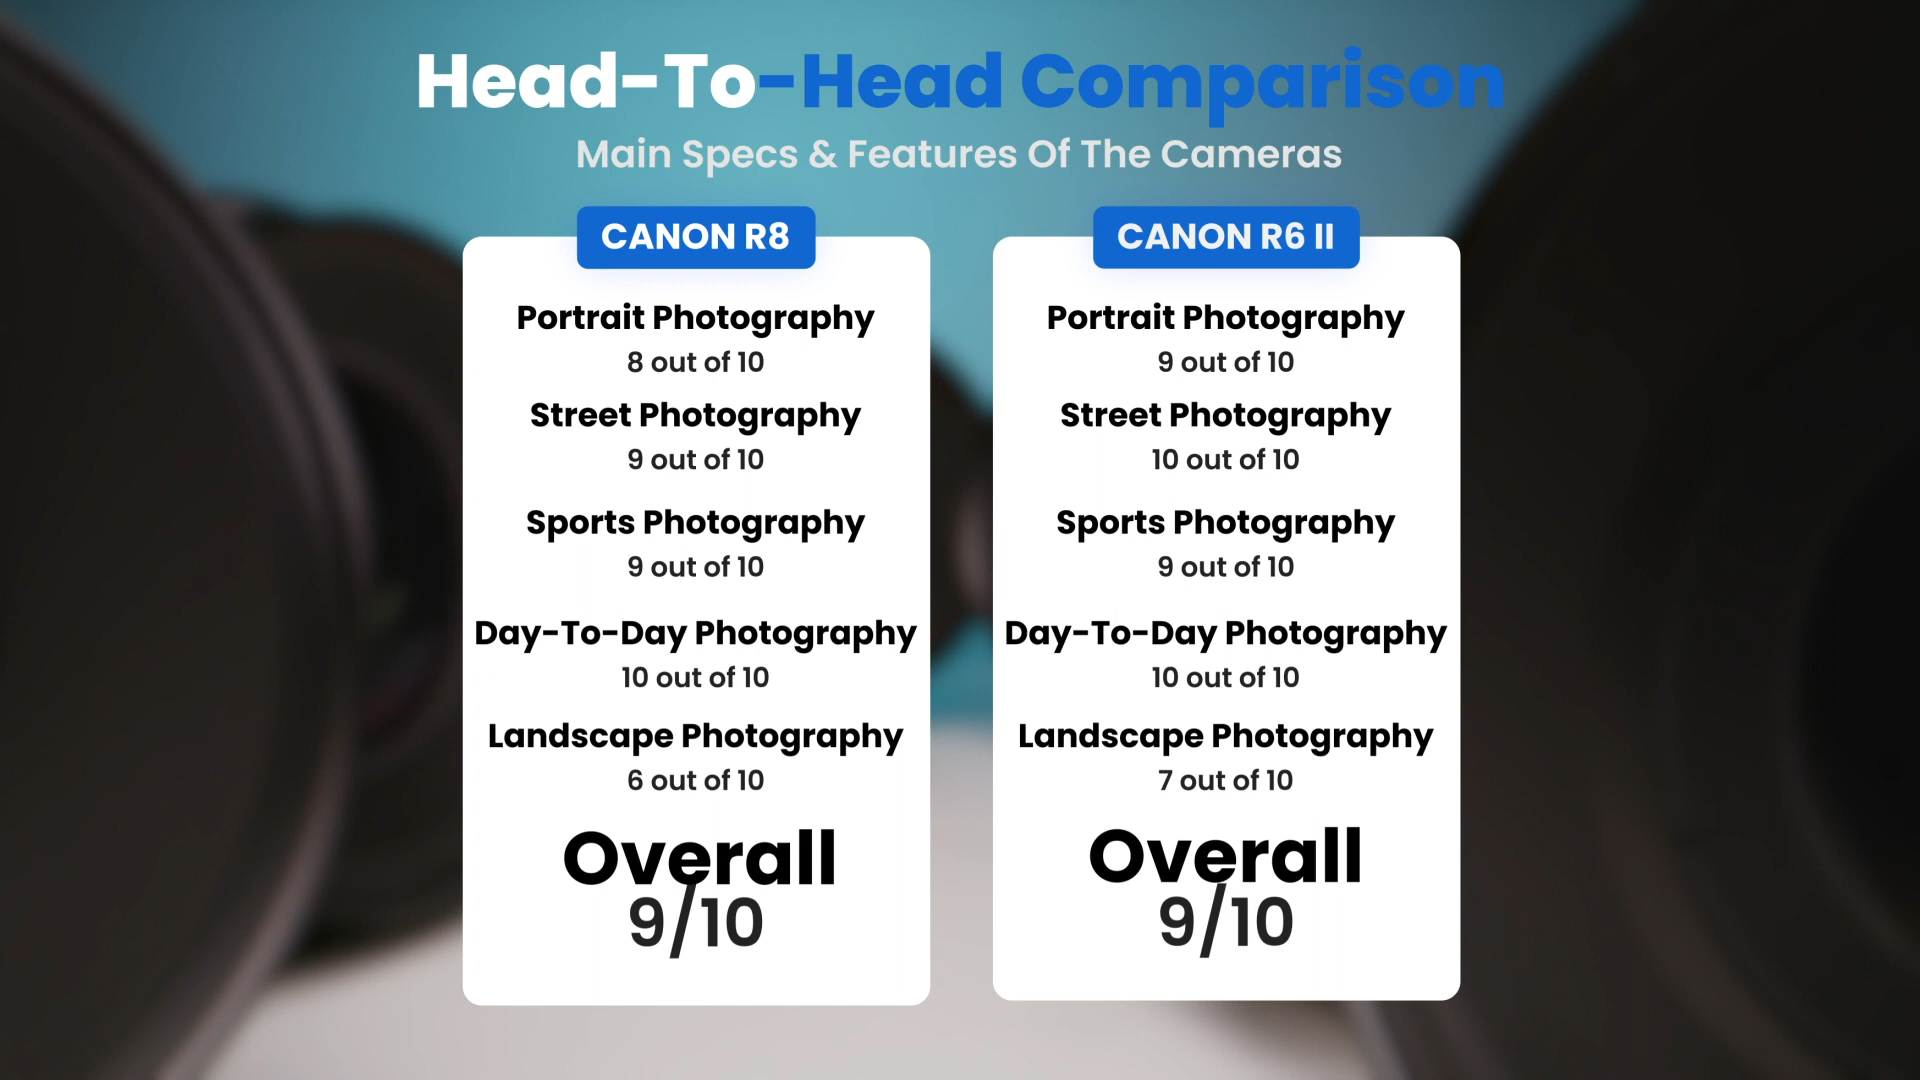 Head-To-Head Comparison
Main Specs & Features Of The Cameras
CANON R8
Portrait Photography
8 out of 10
Street Photography
9 out of 10
Sports Photography
9 out of 10
Day-To-Day Photography
10 out of 10
Landscape Photography
6 out of 10
Overall
9/10
CANON R6 II
Portrait Photography
9 out of 10
Street Photography
10 out of 10
Sports Photography
9 out of 10
Day-To-Day Photography
10 out of 10
Landscape Photography
7 out of 10
Overall
9/10